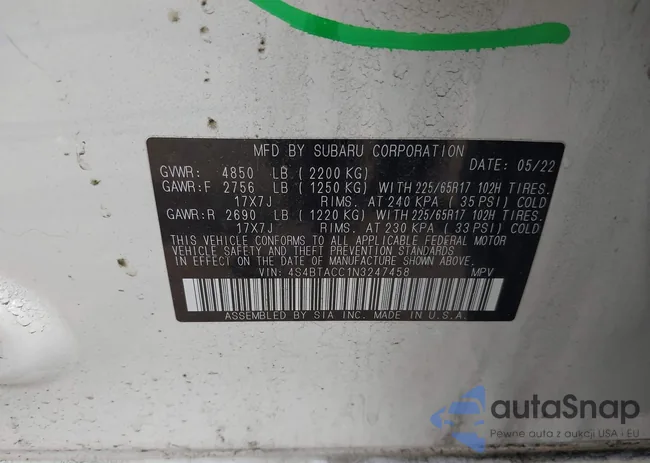 MFD BY SUBARU CORPORATION
DATE: 05/22
GVWR: 4850 LB ( 2200 KG)
GAWR:F 2756 LB ( 1250 KG) WITH 225/65R17 102H TIRES,
17X7J RIMS, AT 240 KPA ( 35 PSI) COLD
GAWR:R 2690 LB ( 1220 KG) WITH 225/65R17 102H TIRES,
17X7J RIMS, AT 230 KPA ( 33 PSI) COLD
THIS VEHICLE CONFORMS TO ALL APPLICABLE FEDERAL MOTOR
VEHICLE SAFETY AND THEFT PREVENTION STANDARDS
IN EFFECT ON THE DATE OF MANUFACTURE SHOWN ABOVE.
VIN: 4S4BTACC1N3247458 MPV
ASSEMBLED BY SIA INC. MADE IN U.S.A.
autaSnap
Pewne auta z aukcji USA i EU